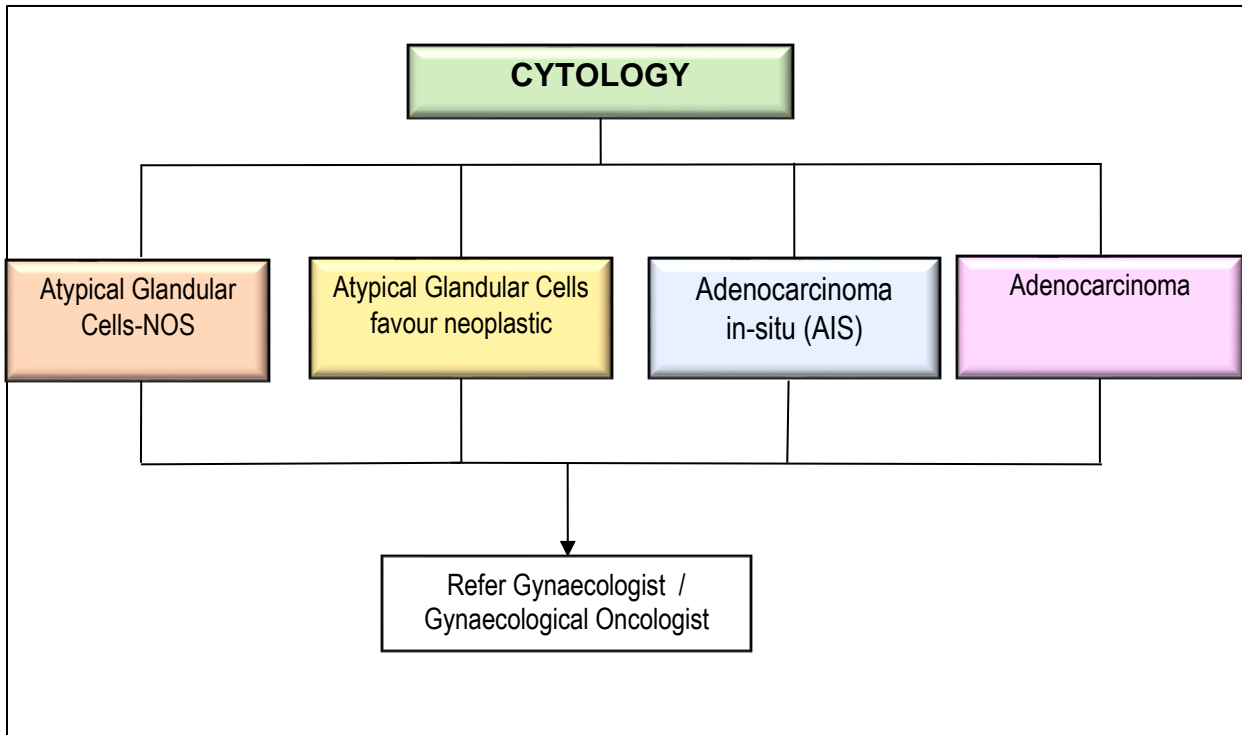 CYTOLOGY
Atypical Glandular
Cells-NOS
Atypical Glandular Cells
favour neoplastic
Adenocarcinoma
in-situ (AIS)
Adenocarcinoma
Refer Gynaecologist /
Gynaecological Oncologist